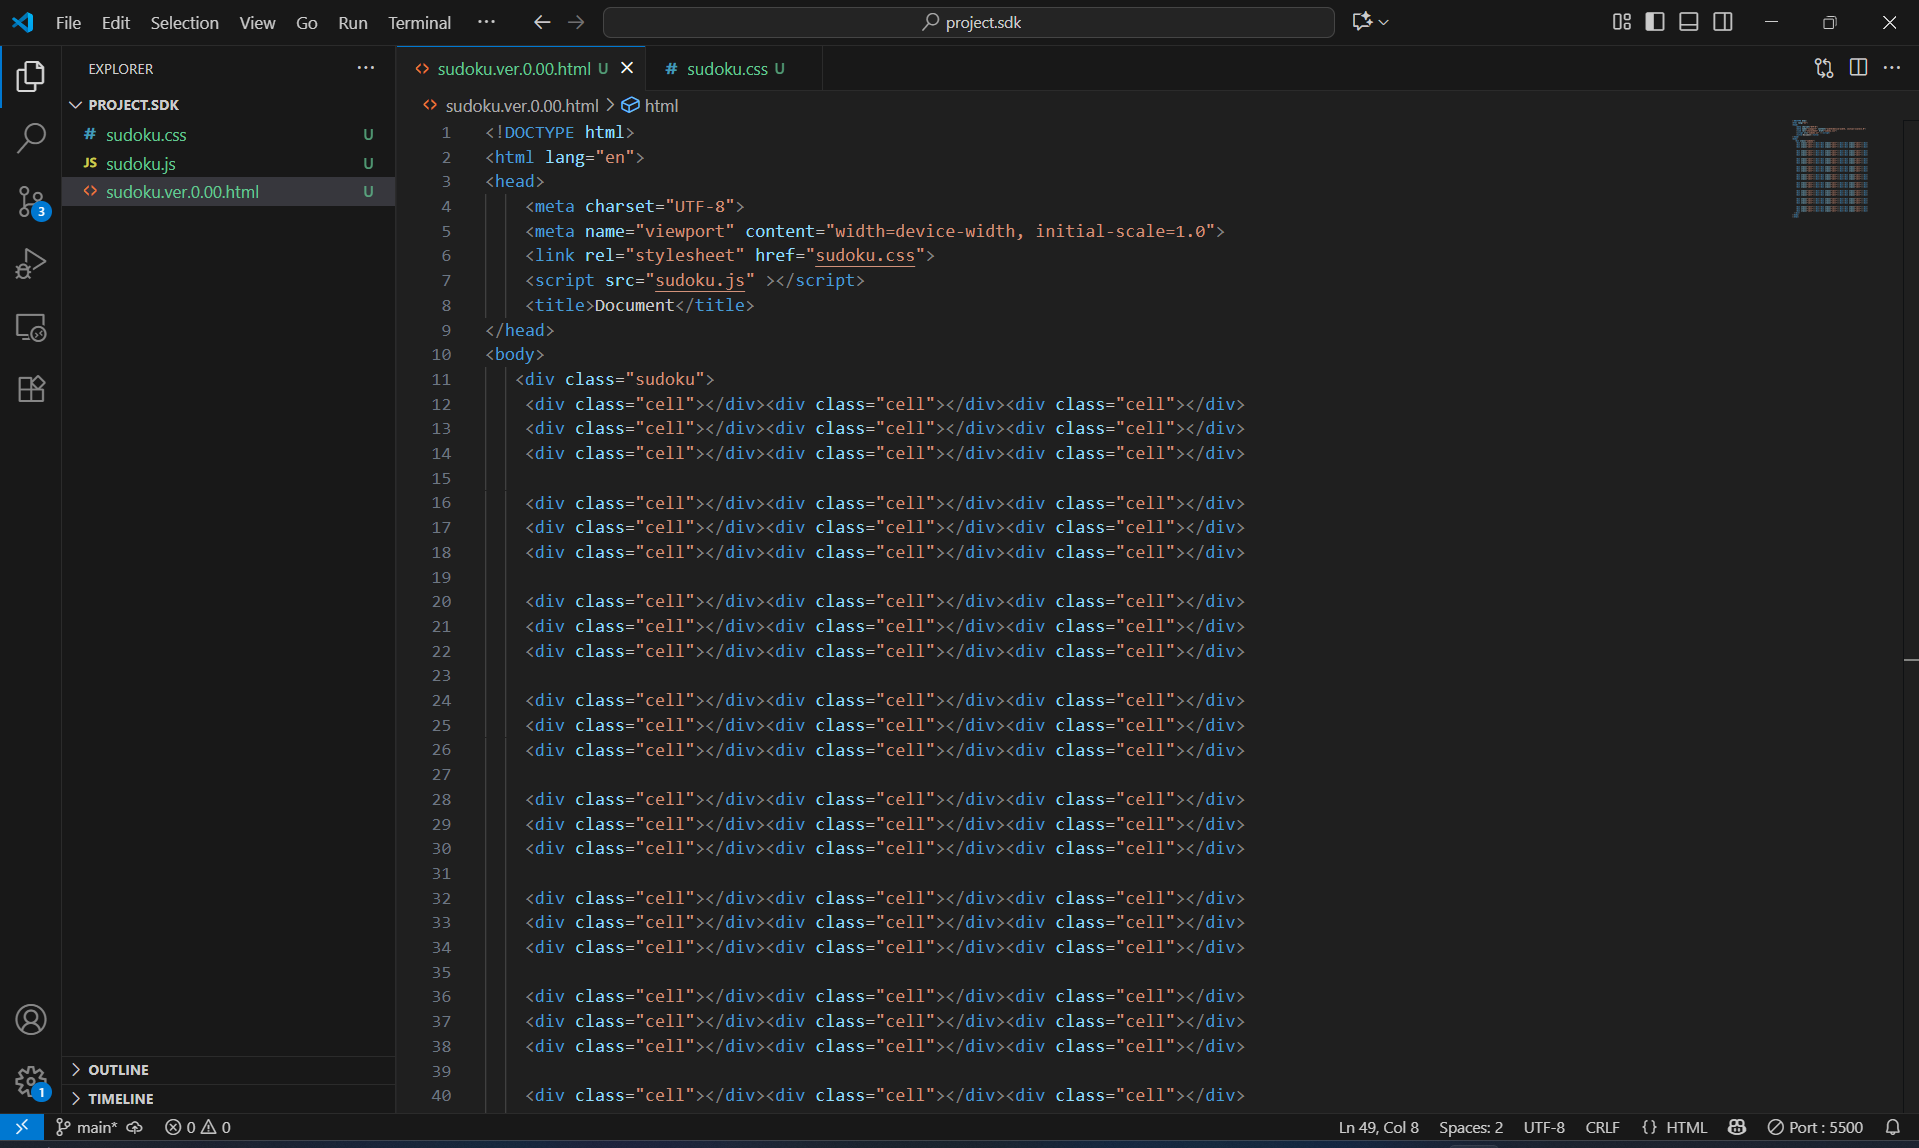 File Edit Selection View Go Run Terminal ··· project.sdk
EXPLORER
PROJECT.SDK
# sudoku.css U
JS sudoku.js U
<> sudoku.ver.0.00.html U
OUTLINE
TIMELINE
3
1
<> sudoku.ver.0.00.html U
# sudoku.css U
<> sudoku.ver.0.00.html > html
1 <!DOCTYPE html>
2 <html lang="en">
3 <head>
4 <meta charset="UTF-8">
5 <meta name="viewport" content="width=device-width, initial-scale=1.0">
6 <link rel="stylesheet" href="sudoku.css">
7 <script src="sudoku.js" ></script>
8 <title>Document</title>
9 </head>
10 <body>
11 <div class="sudoku">
12 <div class="cell"></div><div class="cell"></div><div class="cell"></div>
13 <div class="cell"></div><div class="cell"></div><div class="cell"></div>
14 <div class="cell"></div><div class="cell"></div><div class="cell"></div>
15
16 <div class="cell"></div><div class="cell"></div><div class="cell"></div>
17 <div class="cell"></div><div class="cell"></div><div class="cell"></div>
18 <div class="cell"></div><div class="cell"></div><div class="cell"></div>
19
20 <div class="cell"></div><div class="cell"></div><div class="cell"></div>
21 <div class="cell"></div><div class="cell"></div><div class="cell"></div>
22 <div class="cell"></div><div class="cell"></div><div class="cell"></div>
23
24 <div class="cell"></div><div class="cell"></div><div class="cell"></div>
25 <div class="cell"></div><div class="cell"></div><div class="cell"></div>
26 <div class="cell"></div><div class="cell"></div><div class="cell"></div>
27
28 <div class="cell"></div><div class="cell"></div><div class="cell"></div>
29 <div class="cell"></div><div class="cell"></div><div class="cell"></div>
30 <div class="cell"></div><div class="cell"></div><div class="cell"></div>
31
32 <div class="cell"></div><div class="cell"></div><div class="cell"></div>
33 <div class="cell"></div><div class="cell"></div><div class="cell"></div>
34 <div class="cell"></div><div class="cell"></div><div class="cell"></div>
35
36 <div class="cell"></div><div class="cell"></div><div class="cell"></div>
37 <div class="cell"></div><div class="cell"></div><div class="cell"></div>
38 <div class="cell"></div><div class="cell"></div><div class="cell"></div>
39
40 <div class="cell"></div><div class="cell"></div><div class="cell"></div>
main* 0 0 Ln 49, Col 8 Spaces: 2 UTF-8 CRLF {} HTML Port : 5500